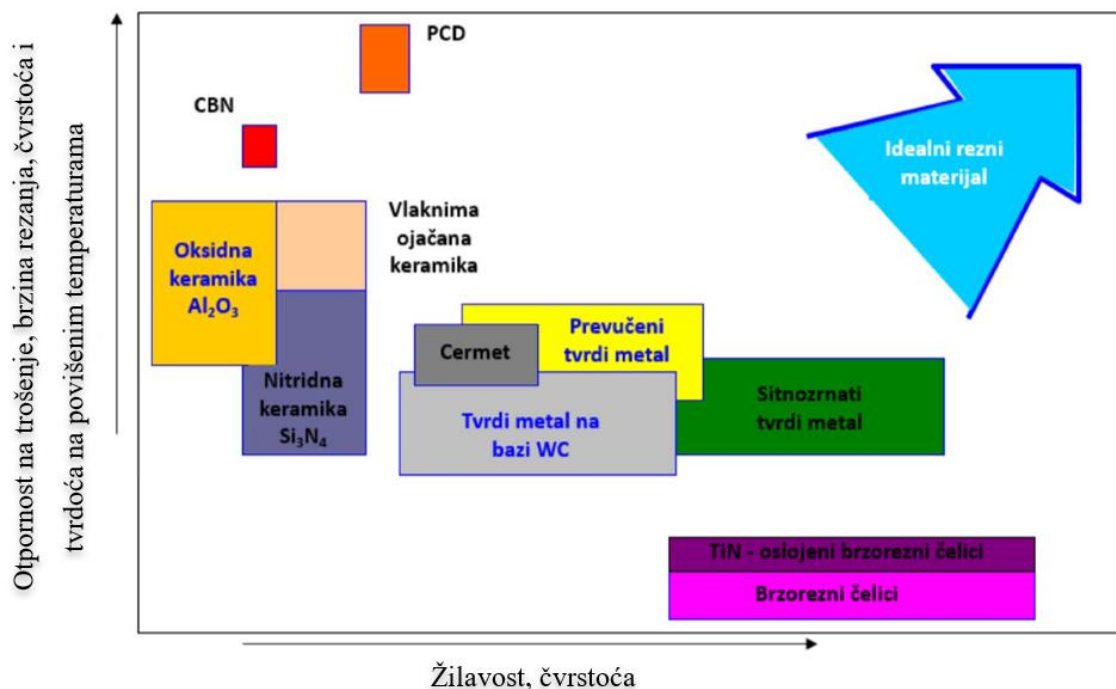 Otpornost na trošenje, brzina rezanja, čvrstoća i
tvrdoća na povišenim temperaturama
PCD
CBN
Idealni rezni
materijal
Oksidna
keramika
Al₂O₃
Vlaknima
ojačana
keramika
Nitridna
keramika
Si₃N₄
Cermet
Prevučeni
tvrdi metal
Tvrdi metal na
bazi WC
Sitnozrnati
tvrdi metal
TiN - oslojeni brzorezni čelici
Brzorezni čelici
Žilavost, čvrstoća